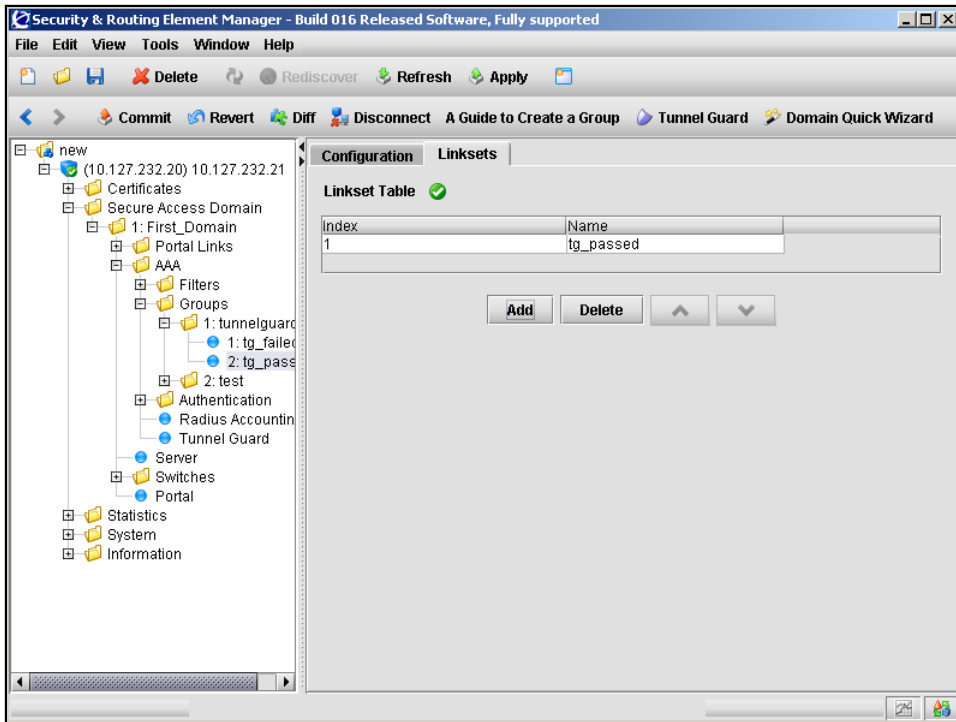 Security & Routing Element Manager - Build 016 Released Software, Fully supported
File Edit View Tools Window Help
Delete Rediscover Refresh Apply
Commit Revert Diff Disconnect A Guide to Create a Group Tunnel Guard Domain Quick Wizard
new
(10.127.232.20) 10.127.232.21
Certificates
Secure Access Domain
1: First_Domain
Portal Links
AAA
Filters
Groups
1: tunnelguard
1: tg_failed
2: tg_pass
2: test
Authentication
Radius Accountin
Tunnel Guard
Server
Switches
Portal
Statistics
System
Information
Configuration Linksets
Linkset Table
Index Name
1 tg_passed
Add Delete